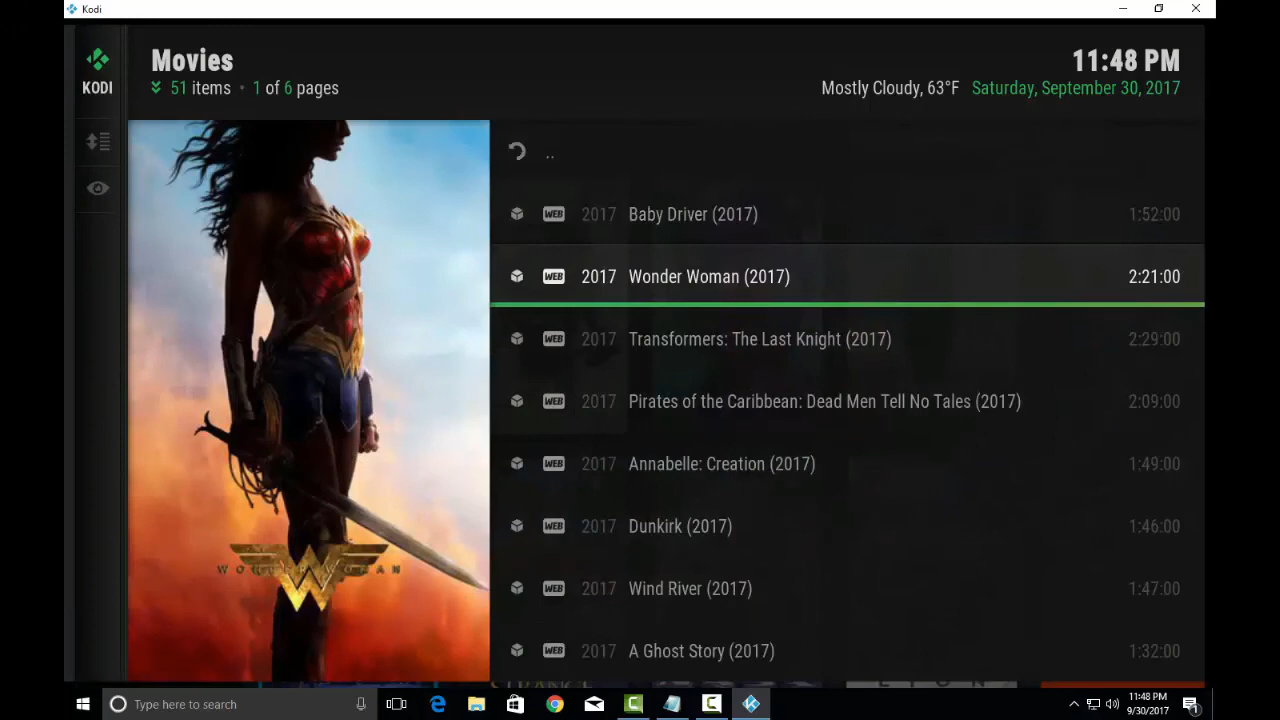 Kodi
KODI
Movies
51 items • 1 of 6 pages
11:48 PM
Mostly Cloudy, 63°F Saturday, September 30, 2017
..
WEB 2017 Baby Driver (2017) 1:52:00
WEB 2017 Wonder Woman (2017) 2:21:00
WEB 2017 Transformers: The Last Knight (2017) 2:29:00
WEB 2017 Pirates of the Caribbean: Dead Men Tell No Tales (2017) 2:09:00
WEB 2017 Annabelle: Creation (2017) 1:49:00
WEB 2017 Dunkirk (2017) 1:46:00
WEB 2017 Wind River (2017) 1:47:00
WEB 2017 A Ghost Story (2017) 1:32:00
WONDER WOMAN
Type here to search
11:48 PM
9/30/2017
1